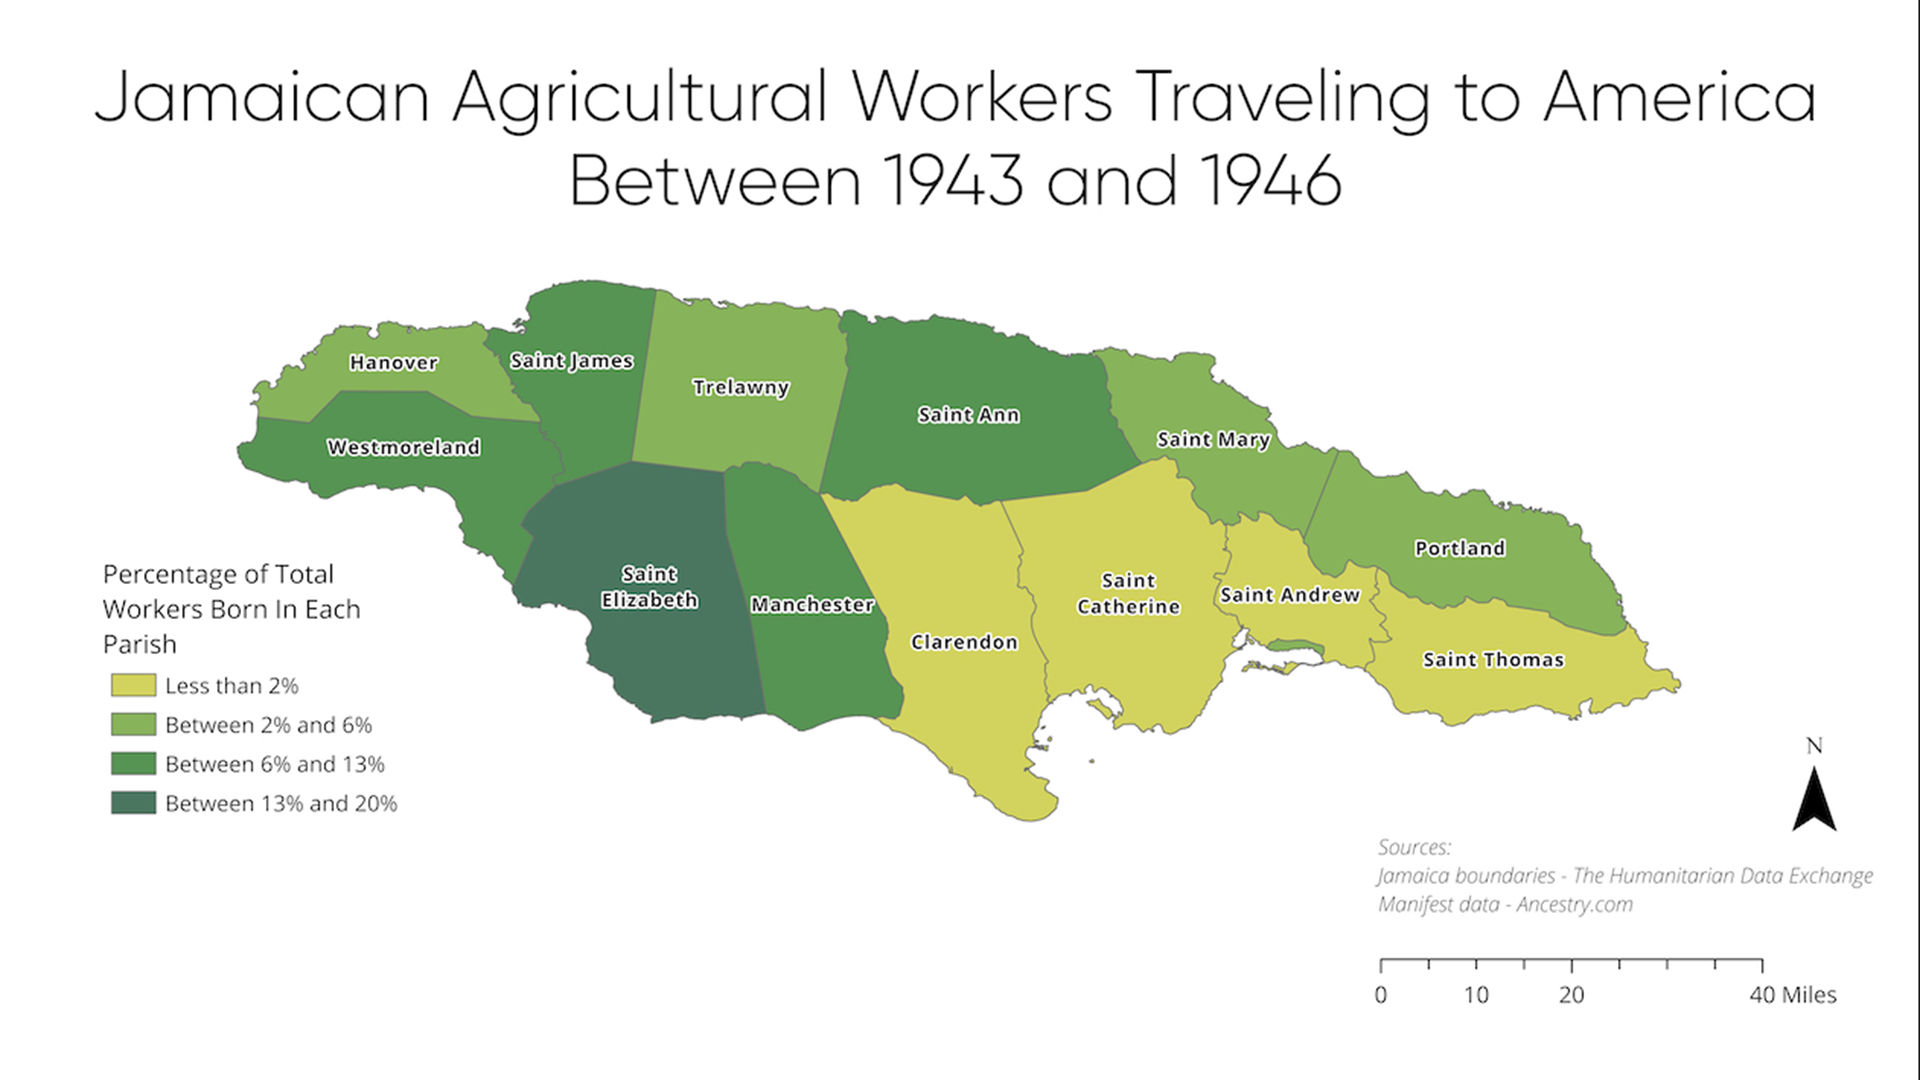 Jamaican Agricultural Workers Traveling to America
Between 1943 and 1946
Hanover
Saint James
Trelawny
Saint Ann
Westmoreland
Saint Mary
Portland
Saint
Elizabeth
Manchester
Clarendon
Saint
Catherine
Saint Andrew
Saint Thomas
Percentage of Total
Workers Born In Each
Parish
Less than 2%
Between 2% and 6%
Between 6% and 13%
Between 13% and 20%
N
Sources:
Jamaica boundaries - The Humanitarian Data Exchange
Manifest data - Ancestry.com
0 10 20 40 Miles